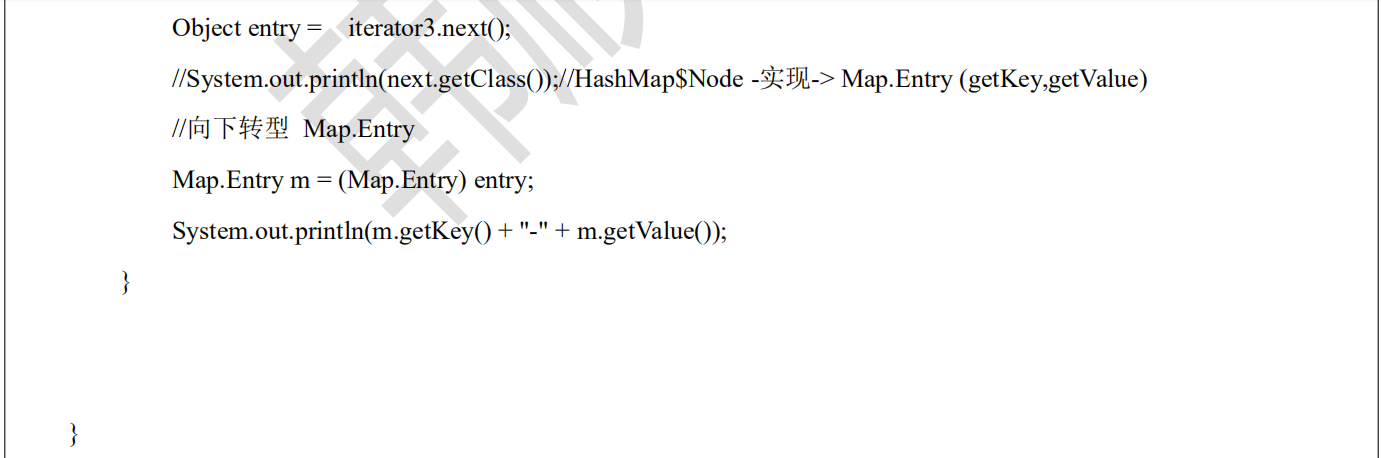 Object entry = iterator3.next();
//System.out.println(next.getClass());//HashMap$Node -实现-> Map.Entry (getKey,getValue)
//向下转型 Map.Entry
Map.Entry m = (Map.Entry) entry;
System.out.println(m.getKey() + "-" + m.getValue());
}
}
韩